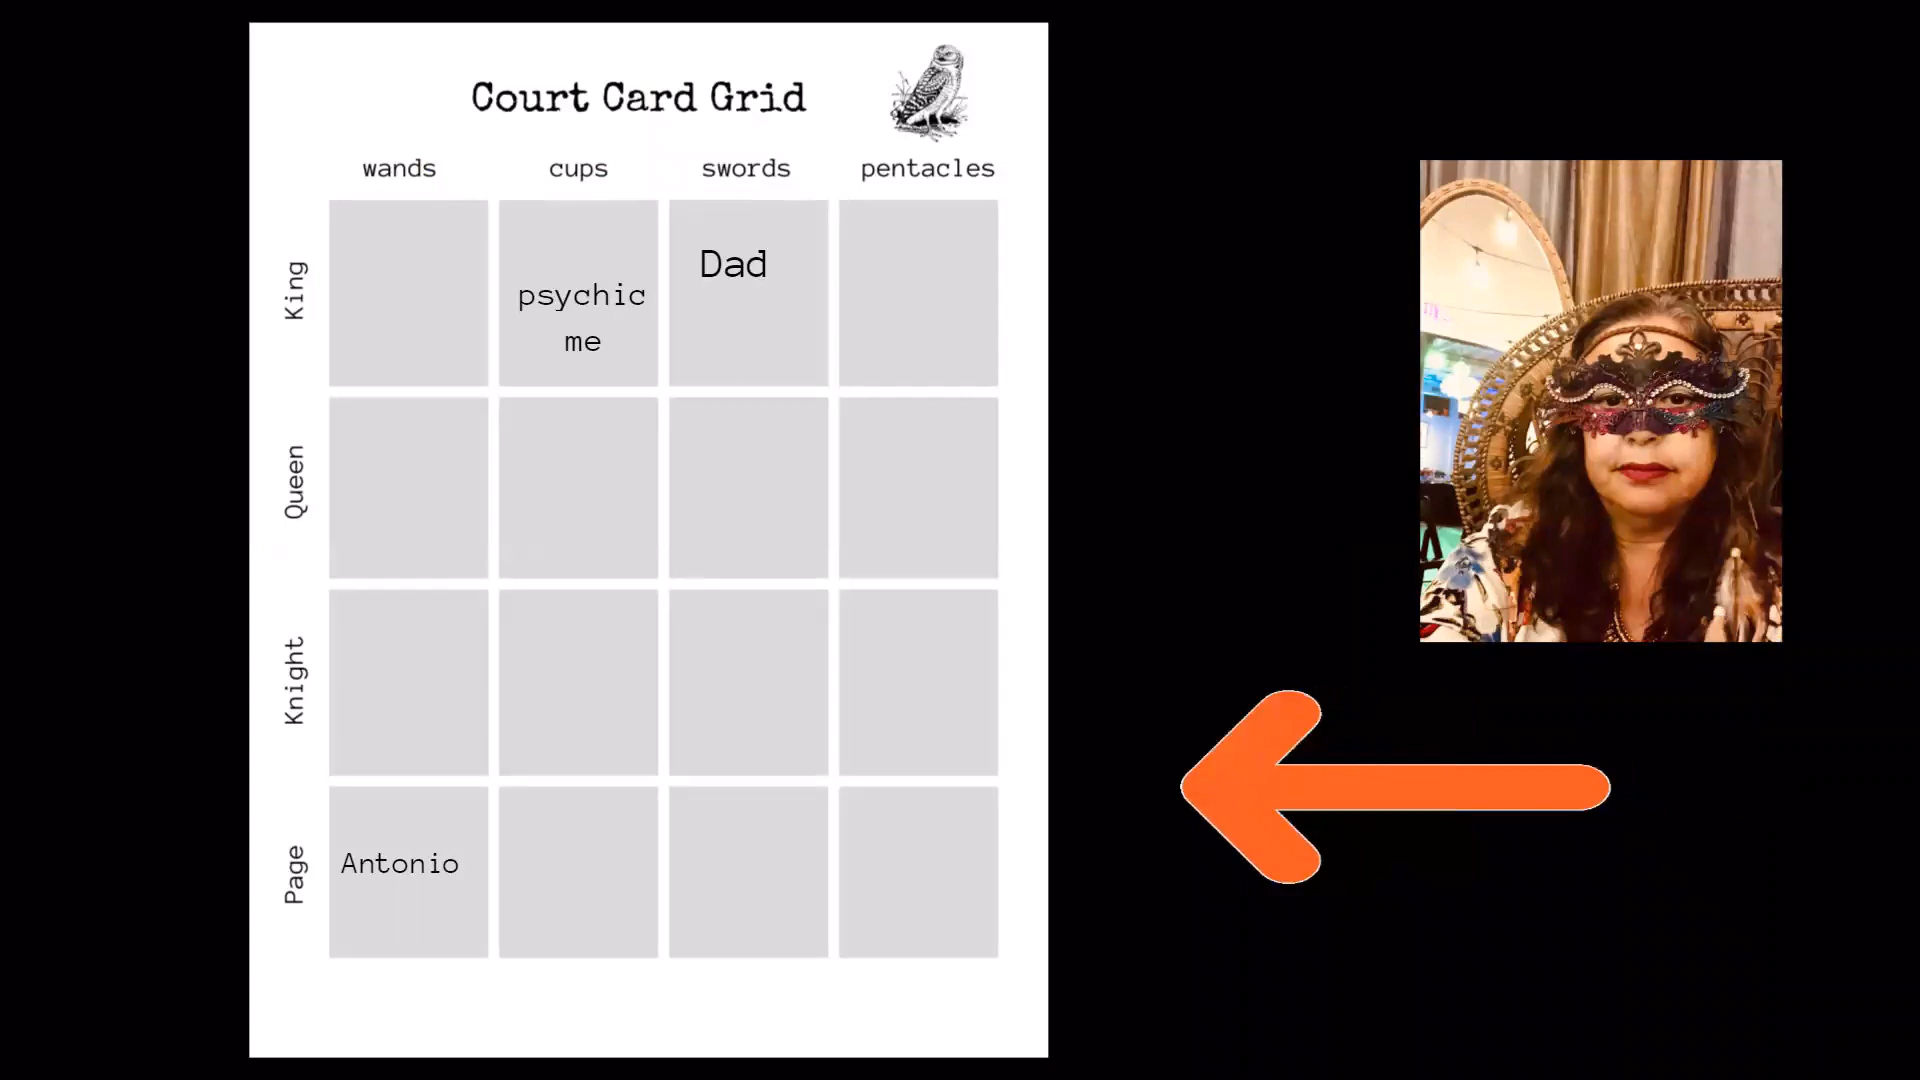 Court Card Grid
wands cups swords pentacles
King
psychic
me
Dad
Queen
Knight
Page
Antonio